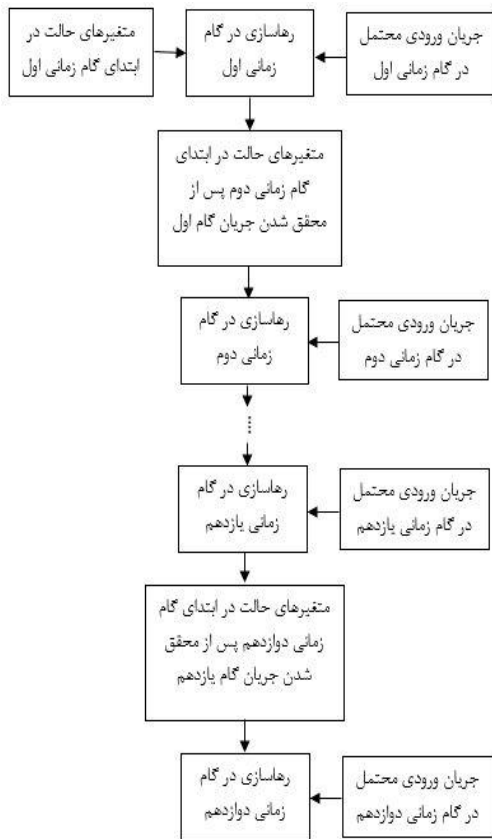 متغیرهای حالت در
ابتدای گام زمانی اول
رهاسازی در گام
زمانی اول
جریان ورودی محتمل
در گام زمانی اول
متغیرهای حالت در ابتدای
گام زمانی دوم پس از
محقق شدن جریان گام اول
رهاسازی در گام
زمانی دوم
جریان ورودی محتمل
در گام زمانی دوم
رهاسازی در گام
زمانی یازدهم
جریان ورودی محتمل
در گام زمانی یازدهم
متغیرهای حالت در ابتدای گام
زمانی دوازدهم پس از محقق
شدن جریان گام یازدهم
رهاسازی در گام
زمانی دوازدهم
جریان ورودی محتمل
در گام زمانی دوازدهم